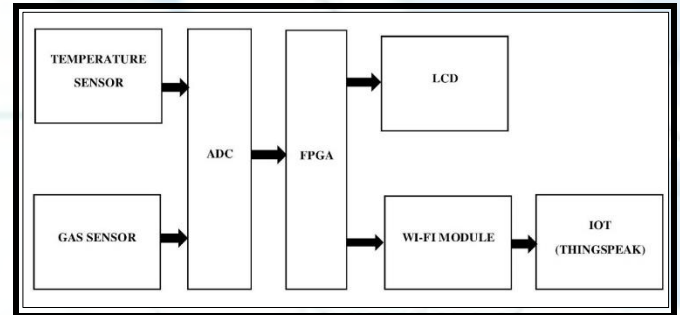 TEMPERATURE
SENSOR
ADC
FPGA
LCD
GAS SENSOR
WI-FI MODULE
IOT
(THINGSPEAK)